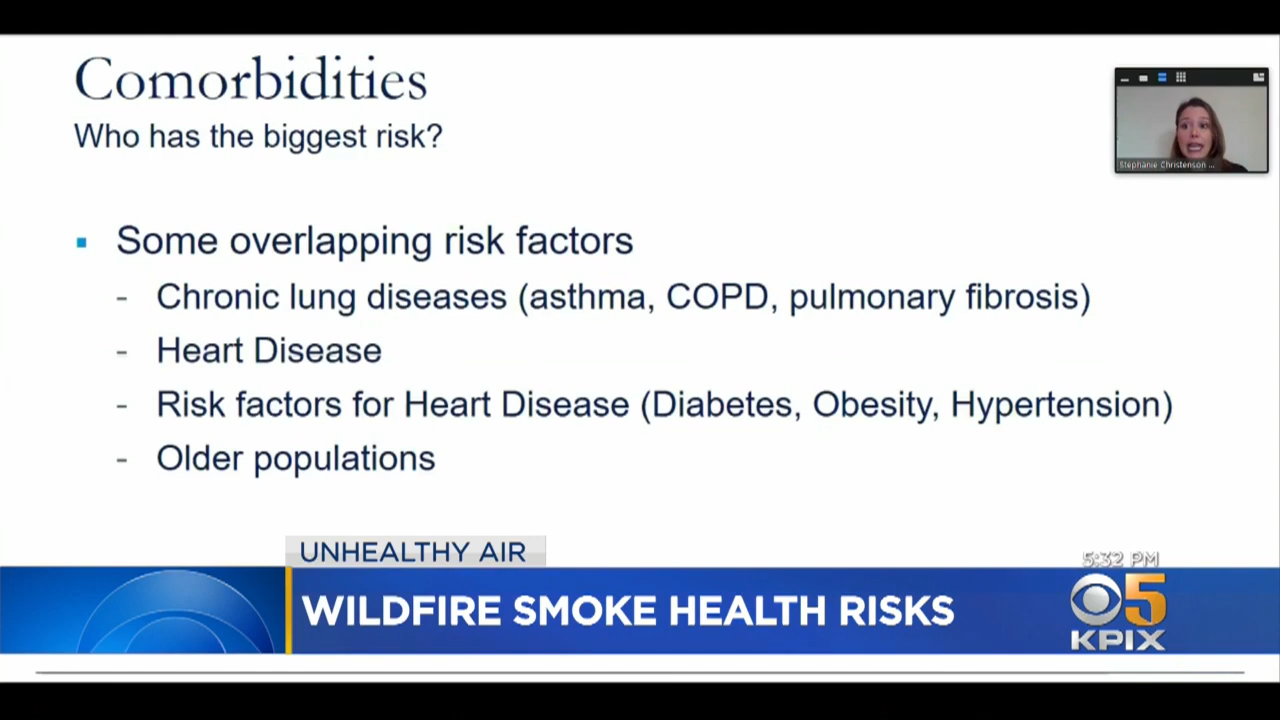 Comorbidities
Who has the biggest risk?
Stephanie Christenson ...
▪ Some overlapping risk factors
- Chronic lung diseases (asthma, COPD, pulmonary fibrosis)
- Heart Disease
- Risk factors for Heart Disease (Diabetes, Obesity, Hypertension)
- Older populations
UNHEALTHY AIR
5:32 PM
WILDFIRE SMOKE HEALTH RISKS
5
KPIX